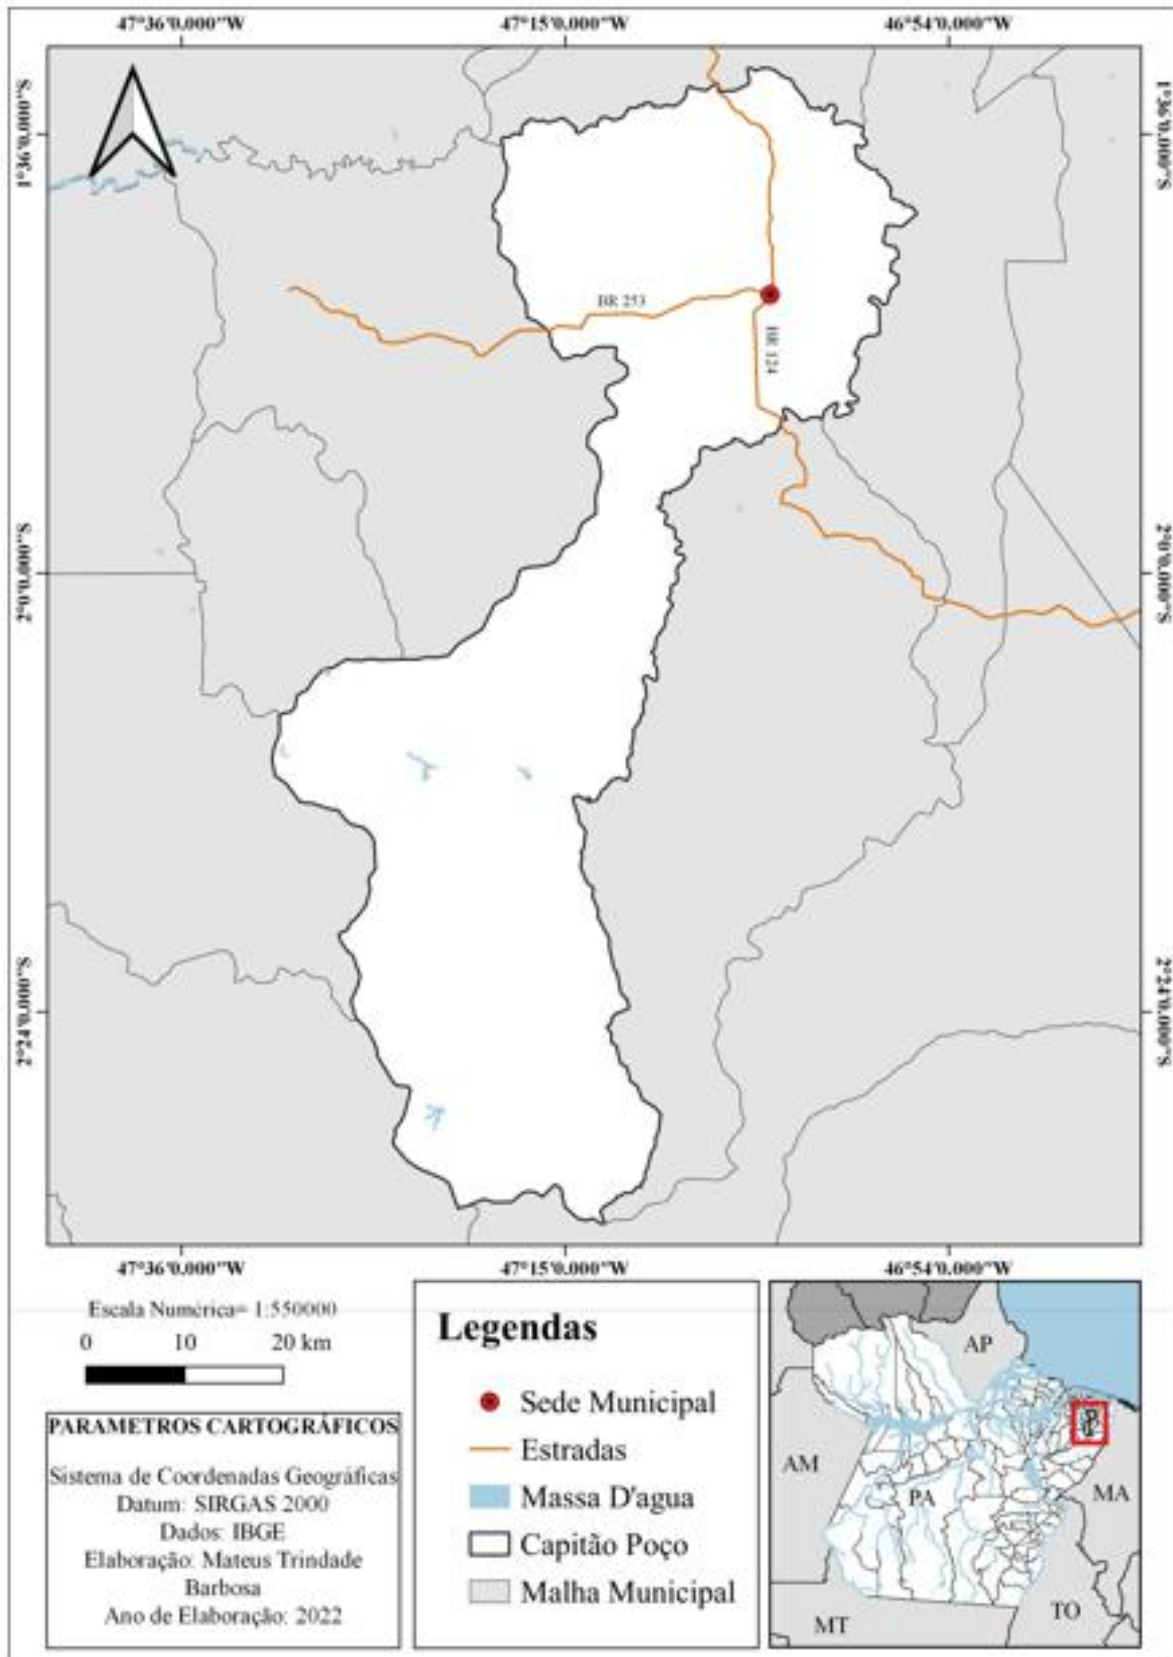 47°36'0.000"W 47°15'0.000"W 46°54'0.000"W
1°36'0.000"S
1°36'0.000"S
BR 253
BR 124
2°0'0.000"S
2°0'0.000"S
2°24'0.000"S
2°24'0.000"S
47°36'0.000"W 47°15'0.000"W 46°54'0.000"W
Escala Numérica= 1:550000
0 10 20 km
PARAMETROS CARTOGRÁFICOS
Sistema de Coordenadas Geográficas
Datum: SIRGAS 2000
Dados: IBGE
Elaboração: Mateus Trindade
Barbosa
Ano de Elaboração: 2022
Legendas
Sede Municipal
Estradas
Massa D'agua
Capitão Poço
Malha Municipal
AP
AM
PA
MA
MT
TO